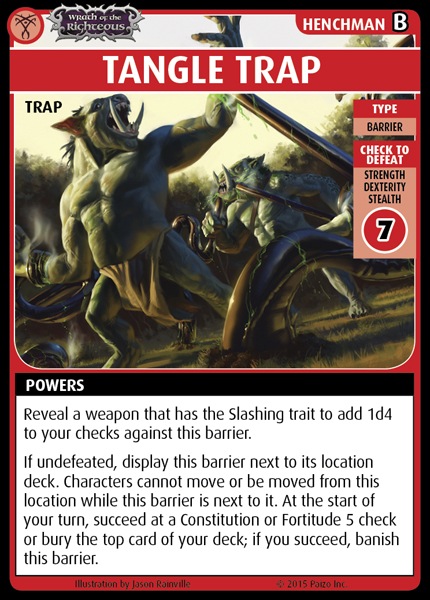 Wrath of the
Righteous
HENCHMAN B
TANGLE TRAP
TRAP
TYPE
BARRIER
CHECK TO
DEFEAT
STRENGTH
DEXTERITY
STEALTH
7
POWERS
Reveal a weapon that has the Slashing trait to add 1d4
to your checks against this barrier.
If undefeated, display this barrier next to its location
deck. Characters cannot move or be moved from this
location while this barrier is next to it. At the start of
your turn, succeed at a Constitution or Fortitude 5 check
or bury the top card of your deck; if you succeed, banish
this barrier.
Illustration by Jason Rainville © 2015 Paizo Inc.